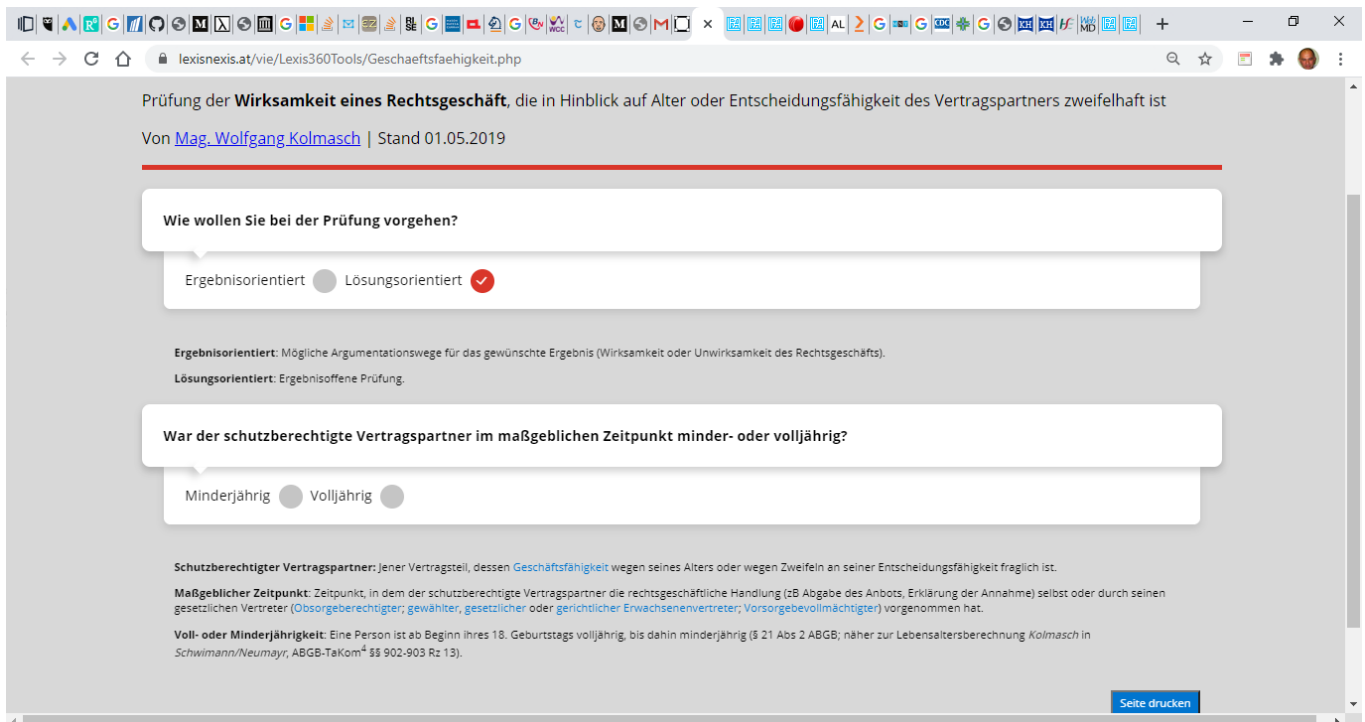 lexisnexis.at/vie/Lexis360Tools/Geschaeftsfaehigkeit.php
Prüfung der Wirksamkeit eines Rechtsgeschäft, die in Hinblick auf Alter oder Entscheidungsfähigkeit des Vertragspartners zweifelhaft ist
Von Mag. Wolfgang Kolmasch | Stand 01.05.2019
Wie wollen Sie bei der Prüfung vorgehen?
Ergebnisorientiert Lösungsorientiert
Ergebnisorientiert: Mögliche Argumentationswege für das gewünschte Ergebnis (Wirksamkeit oder Unwirksamkeit des Rechtsgeschäfts).
Lösungsorientiert: Ergebnisoffene Prüfung.
War der schutzberechtigte Vertragspartner im maßgeblichen Zeitpunkt minder- oder volljährig?
Minderjährig Volljährig
Schutzberechtigter Vertragspartner: Jener Vertragsteil, dessen Geschäftsfähigkeit wegen seines Alters oder wegen Zweifeln an seiner Entscheidungsfähigkeit fraglich ist.
Maßgeblicher Zeitpunkt: Zeitpunkt, in dem der schutzberechtigte Vertragspartner die rechtsgeschäftliche Handlung (zB Abgabe des Anbots, Erklärung der Annahme) selbst oder durch seinen
gesetzlichen Vertreter (Obsorgeberechtigter; gewählter, gesetzlicher oder gerichtlicher Erwachsenenvertreter; Vorsorgebevollmächtigter) vorgenommen hat.
Voll- oder Minderjährigkeit: Eine Person ist ab Beginn ihres 18. Geburtstags volljährig, bis dahin minderjährig (§ 21 Abs 2 ABGB; näher zur Lebensaltersberechnung Kolmasch in
Schwimann/Neumayr, ABGB-TaKom⁴ §§ 902-903 Rz 13).
Seite drucken